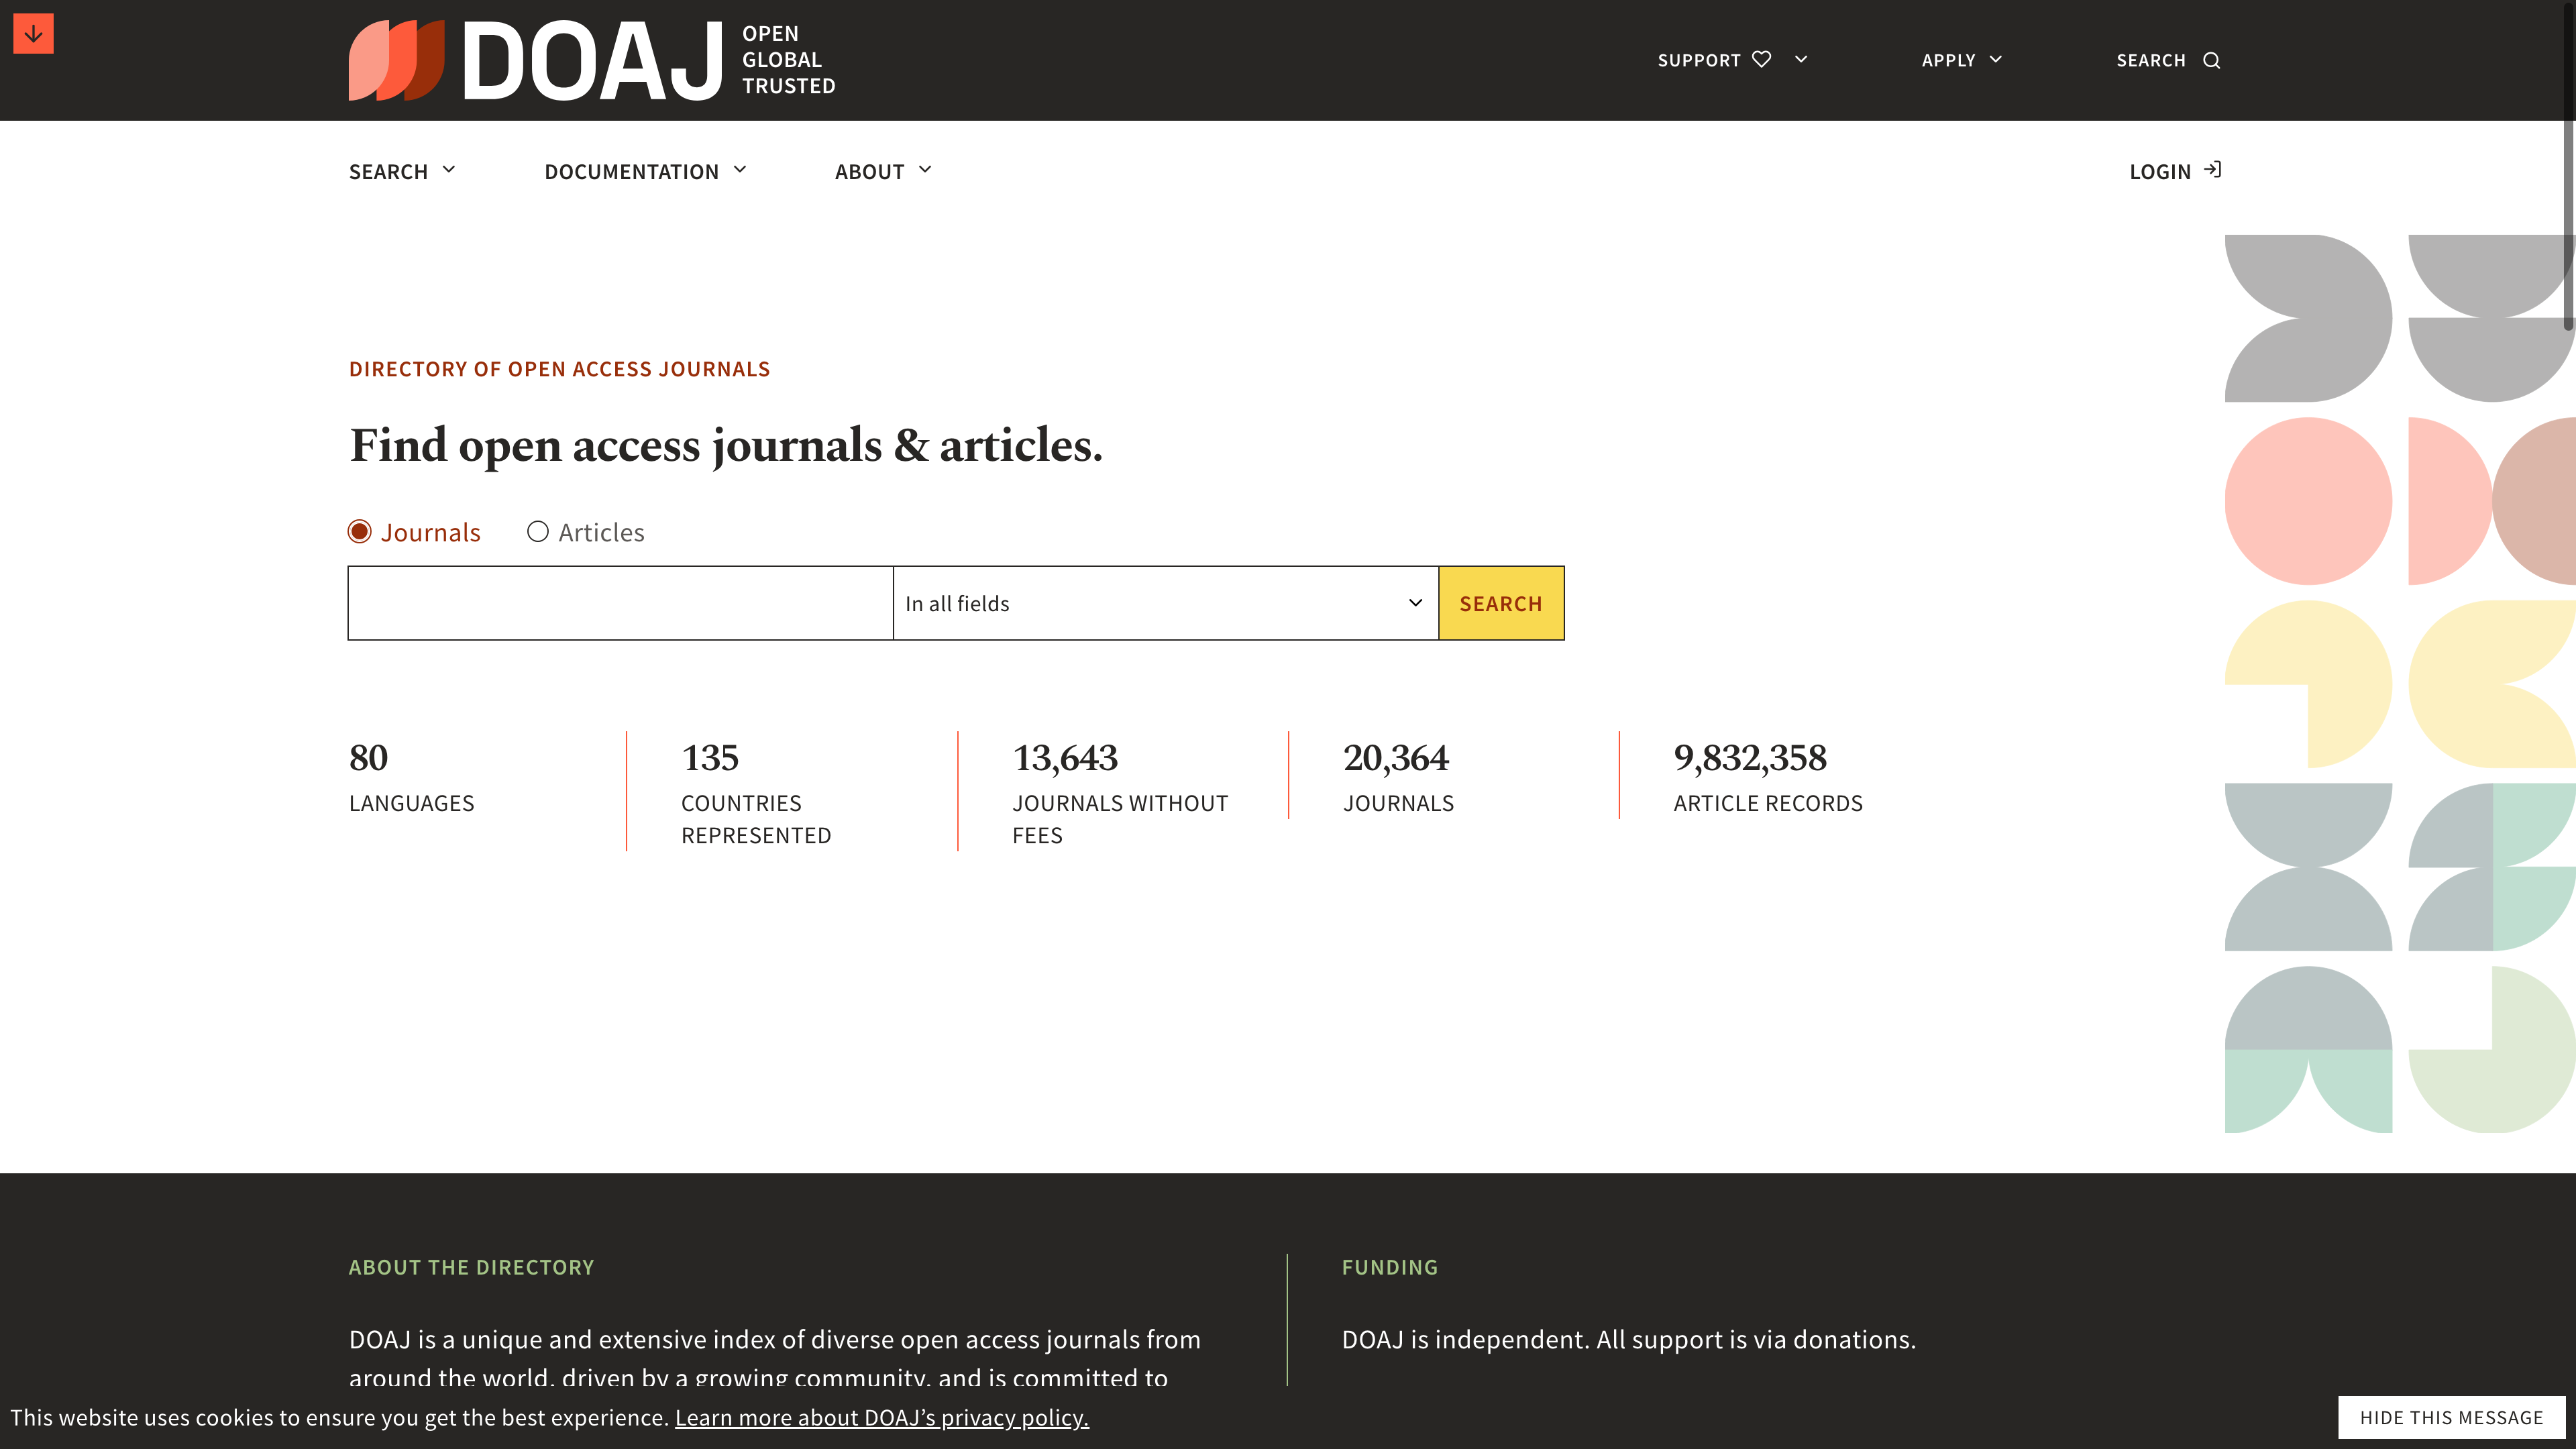 DOAJ
OPEN
GLOBAL
TRUSTED
SUPPORT
APPLY
SEARCH
SEARCH
DOCUMENTATION
ABOUT
LOGIN
DIRECTORY OF OPEN ACCESS JOURNALS
Find open access journals & articles.
Journals
Articles
In all fields
SEARCH
80
LANGUAGES
135
COUNTRIES
REPRESENTED
13,643
JOURNALS WITHOUT
FEES
20,364
JOURNALS
9,832,358
ARTICLE RECORDS
ABOUT THE DIRECTORY
DOAJ is a unique and extensive index of diverse open access journals from
around the world, driven by a growing community, and is committed to
FUNDING
DOAJ is independent. All support is via donations.
This website uses cookies to ensure you get the best experience. Learn more about DOAJ’s privacy policy.
HIDE THIS MESSAGE